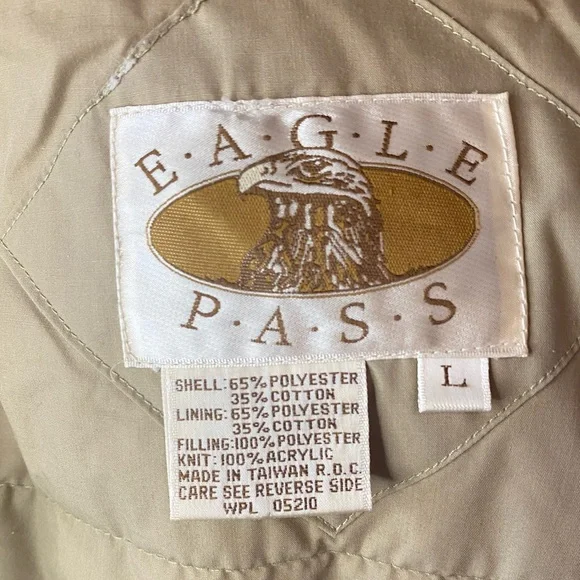 E·A·G·L·E
P·A·S·S
L
SHELL: 65% POLYESTER
35% COTTON
LINING: 65% POLYESTER
35% COTTON
FILLING: 100% POLYESTER
KNIT: 100% ACRYLIC
MADE IN TAIWAN R.O.C.
CARE SEE REVERSE SIDE
WPL 05210